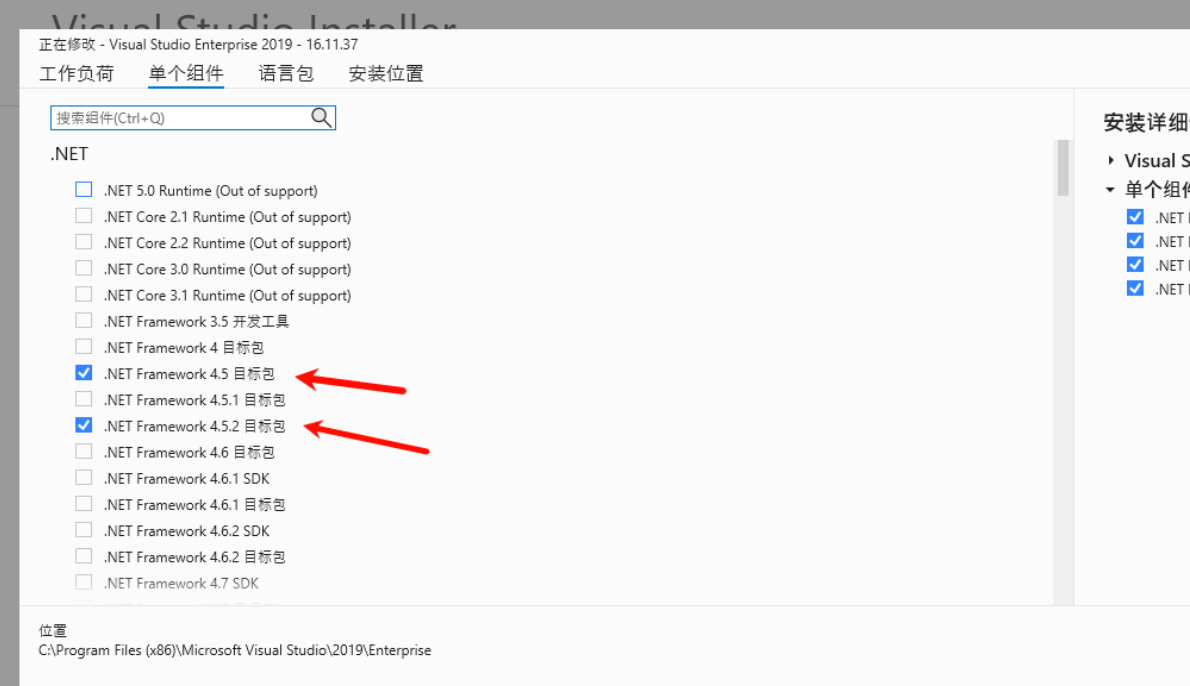 Visual Studio Installer
正在修改 - Visual Studio Enterprise 2019 - 16.11.37
工作负荷 单个组件 语言包 安装位置
搜索组件(Ctrl+Q)
.NET
.NET 5.0 Runtime (Out of support)
.NET Core 2.1 Runtime (Out of support)
.NET Core 2.2 Runtime (Out of support)
.NET Core 3.0 Runtime (Out of support)
.NET Core 3.1 Runtime (Out of support)
.NET Framework 3.5 开发工具
.NET Framework 4 目标包
.NET Framework 4.5 目标包
.NET Framework 4.5.1 目标包
.NET Framework 4.5.2 目标包
.NET Framework 4.6 目标包
.NET Framework 4.6.1 SDK
.NET Framework 4.6.1 目标包
.NET Framework 4.6.2 SDK
.NET Framework 4.6.2 目标包
.NET Framework 4.7 SDK
安装详细
Visual S
单个组件
.NET
.NET
.NET
.NET
位置
C:\Program Files (x86)\Microsoft Visual Studio\2019\Enterprise